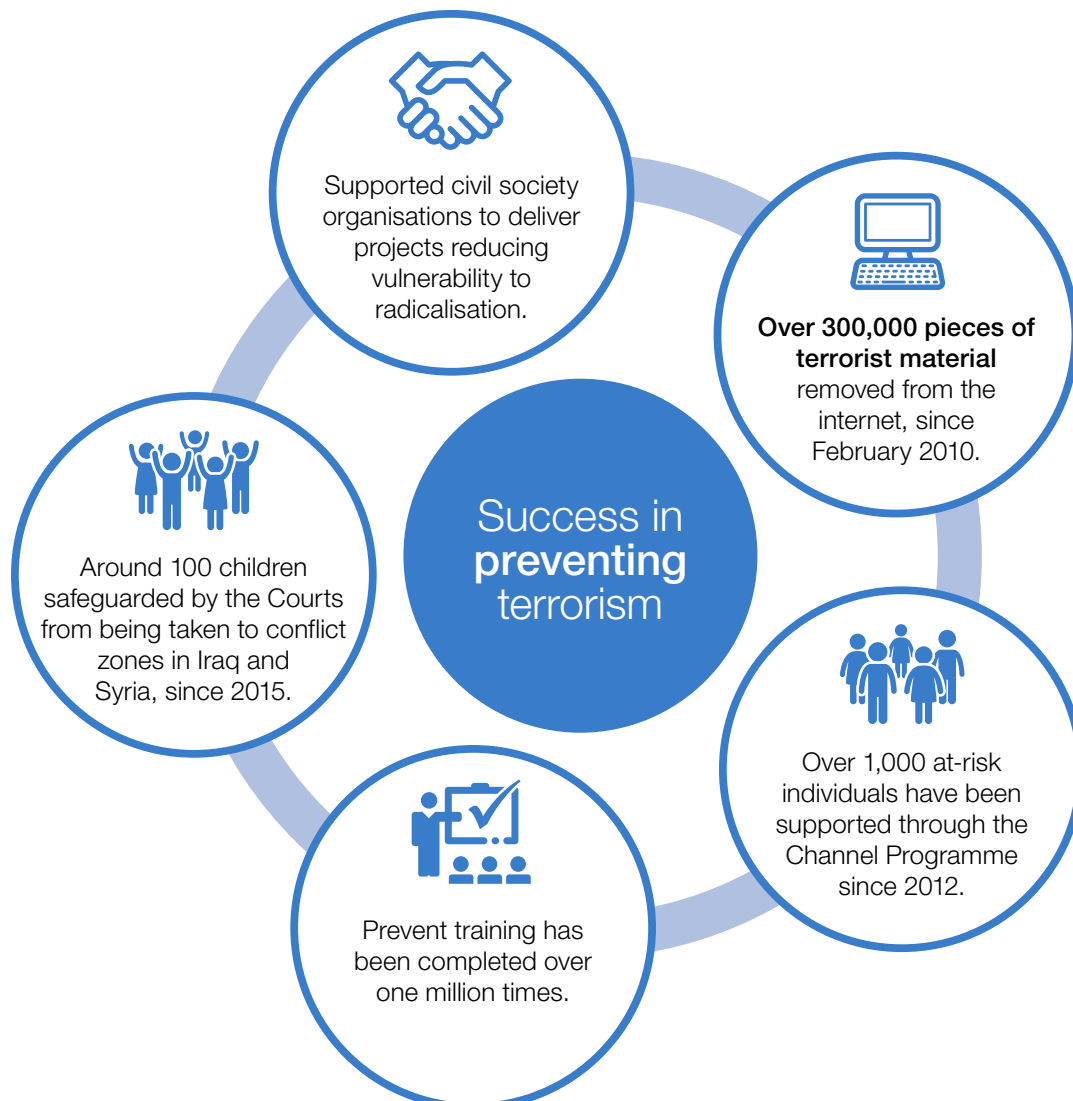 Supported civil society
organisations to deliver
projects reducing
vulnerability to
radicalisation.
Over 300,000 pieces of
terrorist material
removed from the
internet, since
February 2010.
Around 100 children
safeguarded by the Courts
from being taken to conflict
zones in Iraq and
Syria, since 2015.
Success in
preventing
terrorism
Over 1,000 at-risk
individuals have been
supported through the
Channel Programme
since 2012.
Prevent training has
been completed over
one million times.